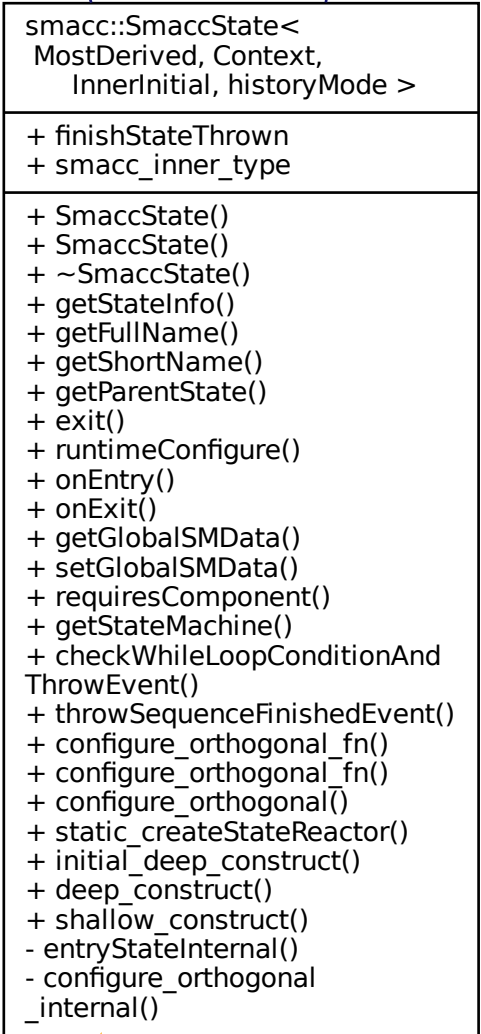 smacc::SmaccState<
MostDerived, Context,
InnerInitial, historyMode >
+ finishStateThrown
+ smacc_inner_type
+ SmaccState()
+ SmaccState()
+ ~SmaccState()
+ getStateInfo()
+ getFullName()
+ getShortName()
+ getParentState()
+ exit()
+ runtimeConfigure()
+ onEntry()
+ onExit()
+ getGlobalSMData()
+ setGlobalSMData()
+ requiresComponent()
+ getStateMachine()
+ checkWhileLoopConditionAnd
ThrowEvent()
+ throwSequenceFinishedEvent()
+ configure_orthogonal_fn()
+ configure_orthogonal_fn()
+ configure_orthogonal()
+ static_createStateReactor()
+ initial_deep_construct()
+ deep_construct()
+ shallow_construct()
- entryStateInternal()
- configure_orthogonal
_internal()